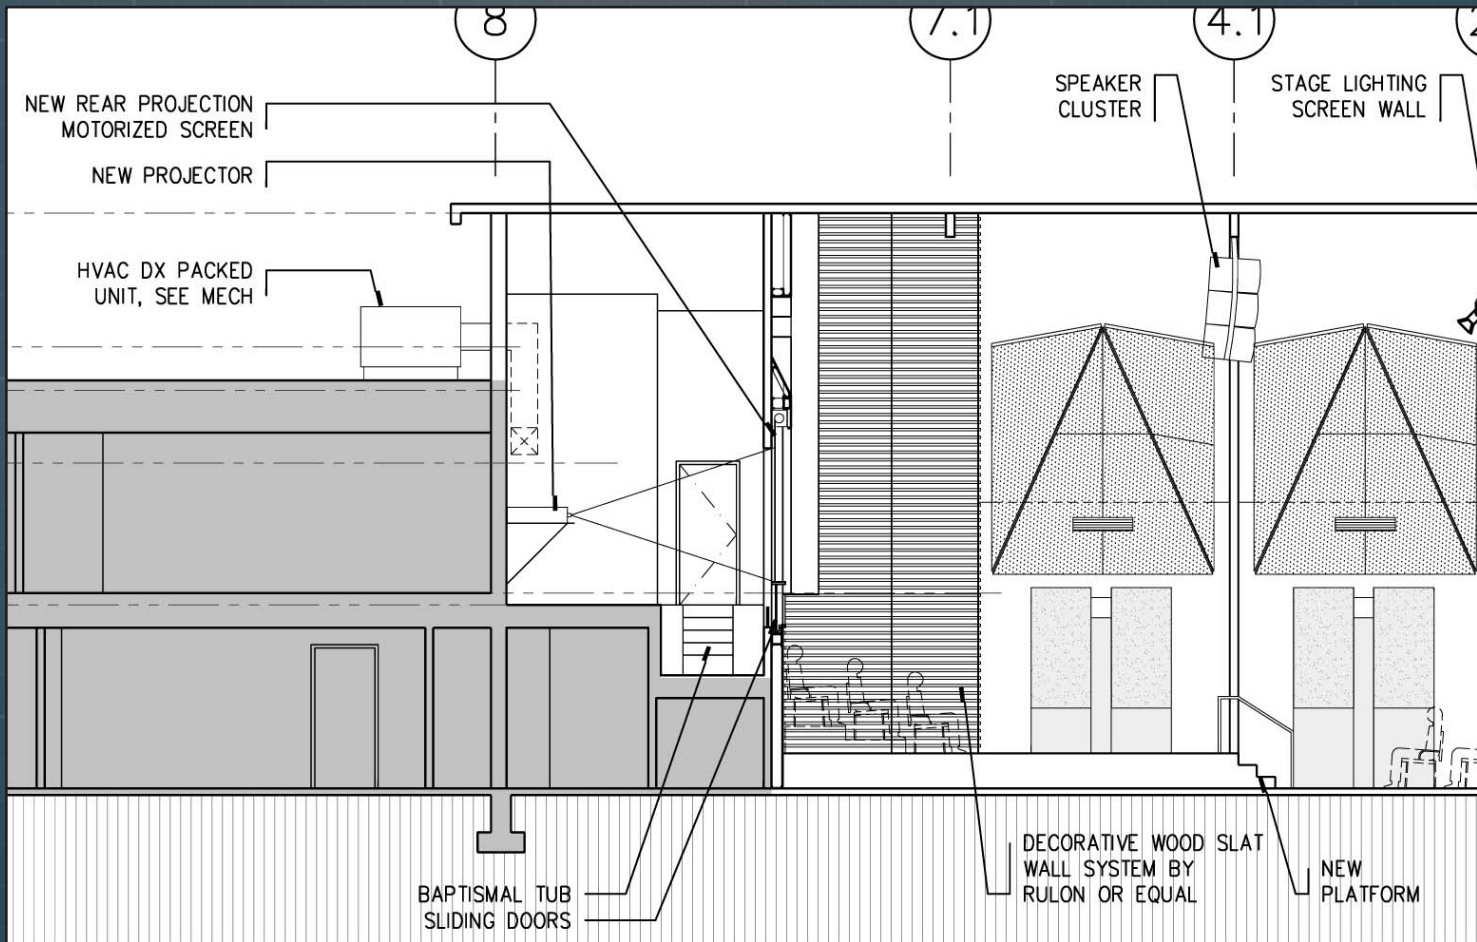 8
7.1
4.1
2
NEW REAR PROJECTION
MOTORIZED SCREEN
NEW PROJECTOR
HVAC DX PACKED
UNIT, SEE MECH
SPEAKER
CLUSTER
STAGE LIGHTING
SCREEN WALL
BAPTISMAL TUB
SLIDING DOORS
DECORATIVE WOOD SLAT
WALL SYSTEM BY
RULON OR EQUAL
NEW
PLATFORM